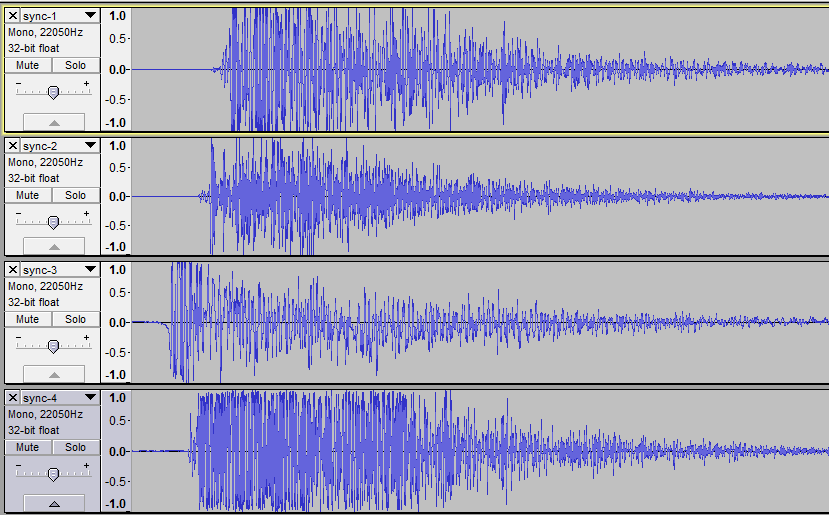 sync-1
Mono, 22050Hz
32-bit float
Mute Solo
- +
1.0
0.5-
0.0-
-0.5-
-1.0
sync-2
Mono, 22050Hz
32-bit float
Mute Solo
- +
1.0
0.5-
0.0-
-0.5-
-1.0
sync-3
Mono, 22050Hz
32-bit float
Mute Solo
- +
1.0
0.5-
0.0-
-0.5-
-1.0
sync-4
Mono, 22050Hz
32-bit float
Mute Solo
- +
1.0
0.5-
0.0-
-0.5-
-1.0